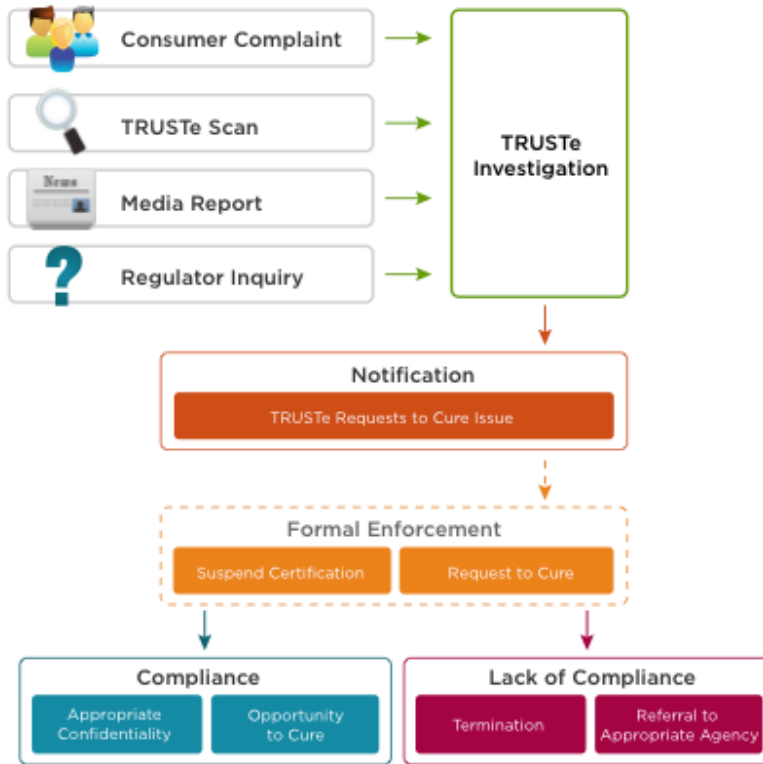 Consumer Complaint
TRUSTe Scan
News
Media Report
Regulator Inquiry
TRUSTe
Investigation
Notification
TRUSTe Requests to Cure Issue
Formal Enforcement
Suspend Certification
Request to Cure
Compliance
Appropriate
Confidentiality
Opportunity
to Cure
Lack of Compliance
Termination
Referral to
Appropriate Agency